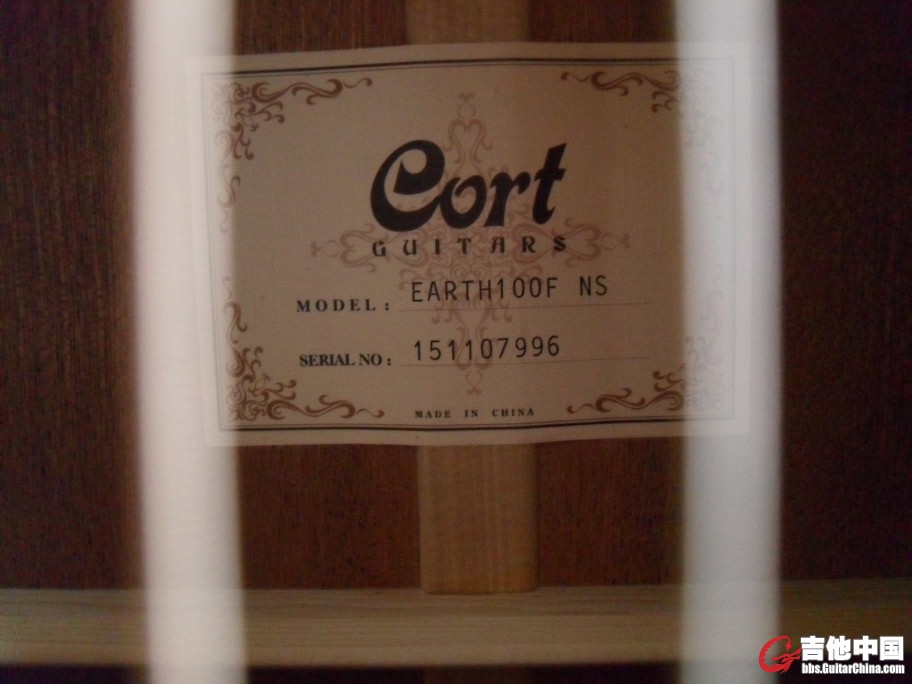 Cort
GUITARS
MODEL: EARTH100F NS
SERIAL NO: 151107996
MADE IN CHINA
吉他中国
bbs.GuitarChina.com